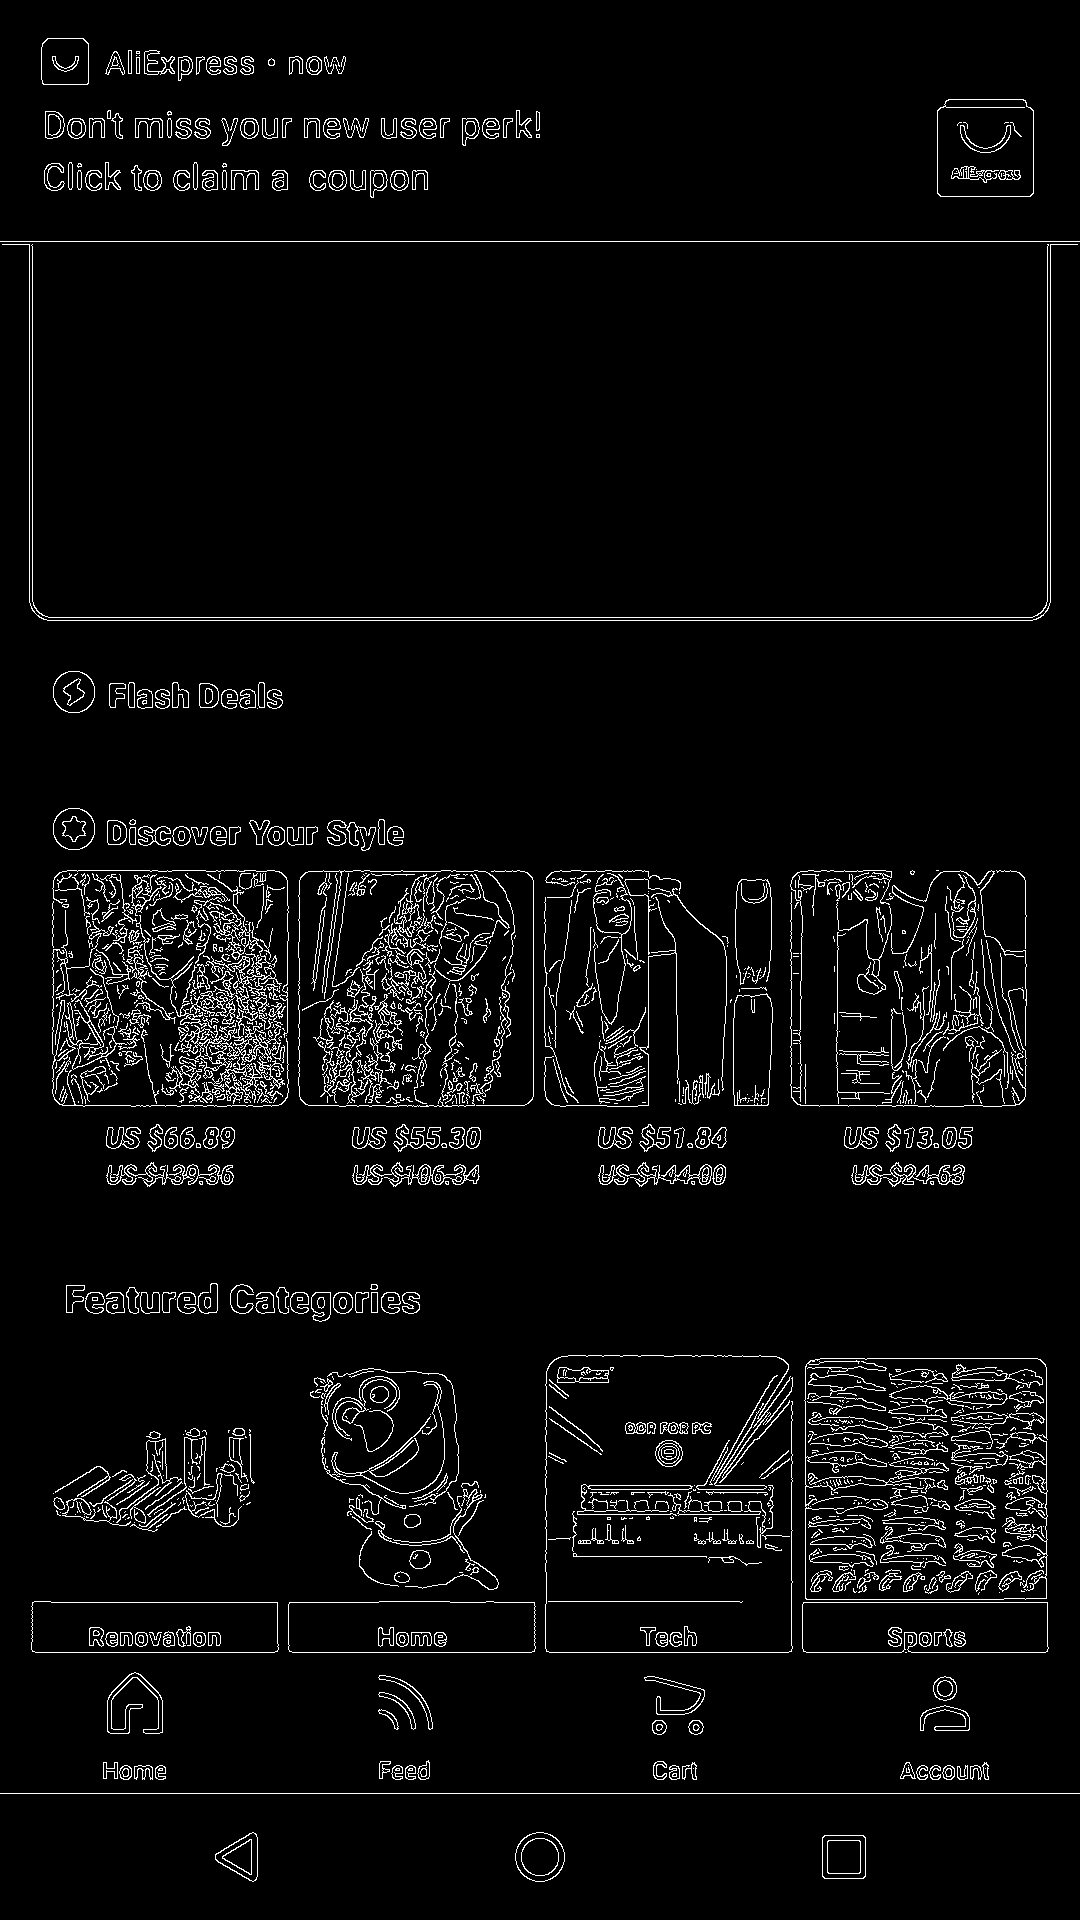 AliExpress • now
Don't miss your new user perk!
Click to claim a coupon
AliExpress
Flash Deals
Discover Your Style
US $66.89
US $55.30
US $51.84
US $13.05
US $139.36
US $106.34
US $144.00
US $24.63
Featured Categories
DDR FOR PC
Renovation
Home
Tech
Sports
Home
Feed
Cart
Account